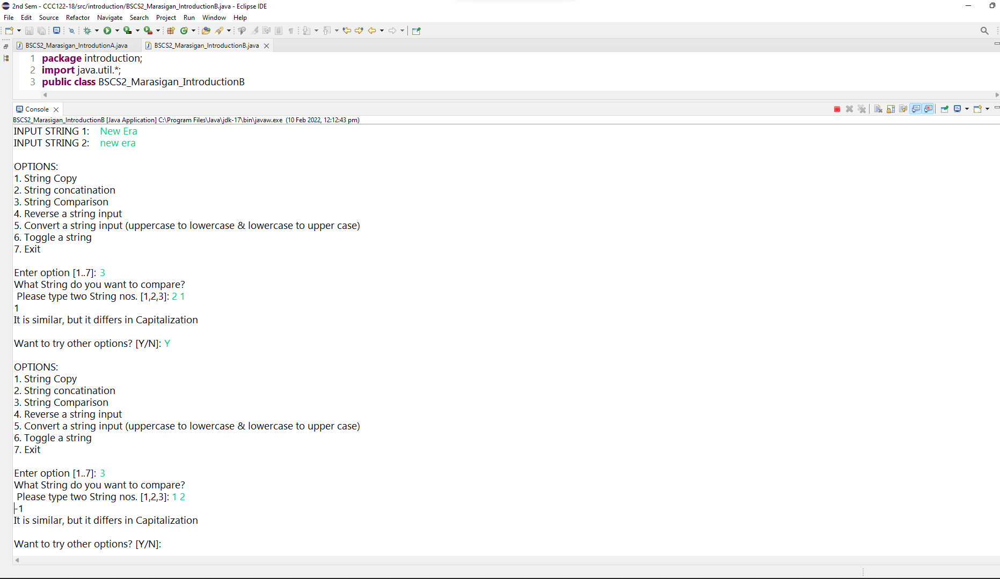 2nd Sem - CCC122-18/src/introduction/BSCS2_Marasigan_IntroductionB.java - Eclipse IDE
File Edit Source Refactor Navigate Search Project Run Window Help
BSCS2_Marasigan_IntrodutionA.java BSCS2_Marasigan_IntroductionB.java
1 package introduction;
2 import java.util.*;
3 public class BSCS2_Marasigan_IntroductionB
Console
BSCS2_Marasigan_IntroductionB [Java Application] C:\Program Files\Java\jdk-17\bin\javaw.exe (10 Feb 2022, 12:12:43 pm)
INPUT STRING 1: New Era
INPUT STRING 2: new era
OPTIONS:
1. String Copy
2. String concatination
3. String Comparison
4. Reverse a string input
5. Convert a string input (uppercase to lowercase & lowercase to upper case)
6. Toggle a string
7. Exit
Enter option [1..7]: 3
What String do you want to compare?
Please type two String nos. [1,2,3]: 2 1
1
It is similar, but it differs in Capitalization
Want to try other options? [Y/N]: Y
OPTIONS:
1. String Copy
2. String concatination
3. String Comparison
4. Reverse a string input
5. Convert a string input (uppercase to lowercase & lowercase to upper case)
6. Toggle a string
7. Exit
Enter option [1..7]: 3
What String do you want to compare?
Please type two String nos. [1,2,3]: 1 2
-1
It is similar, but it differs in Capitalization
Want to try other options? [Y/N]: